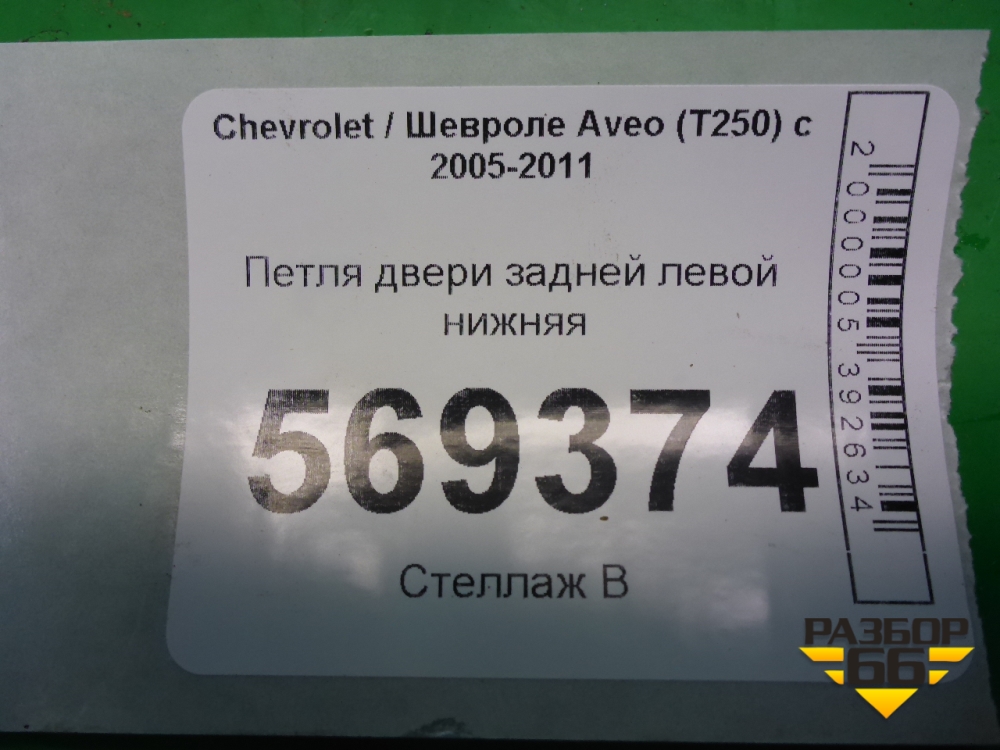 Chevrolet / Шевроле Aveo (T250) с
2005-2011
Петля двери задней левой
нижняя
569374
Стеллаж В
2000005392634
РАЗБОР
66